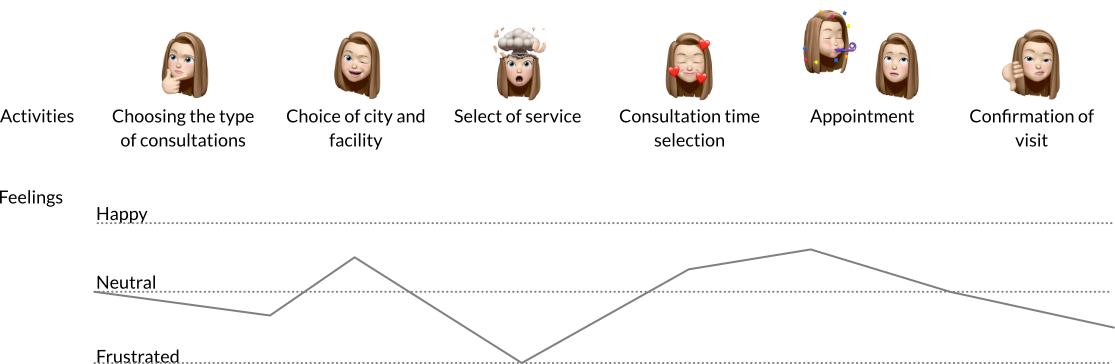 Activities
Choosing the type
of consultations
Choice of city and
facility
Select of service
Consultation time
selection
Appointment
Confirmation of
visit
Feelings
Happy
Neutral
Frustrated